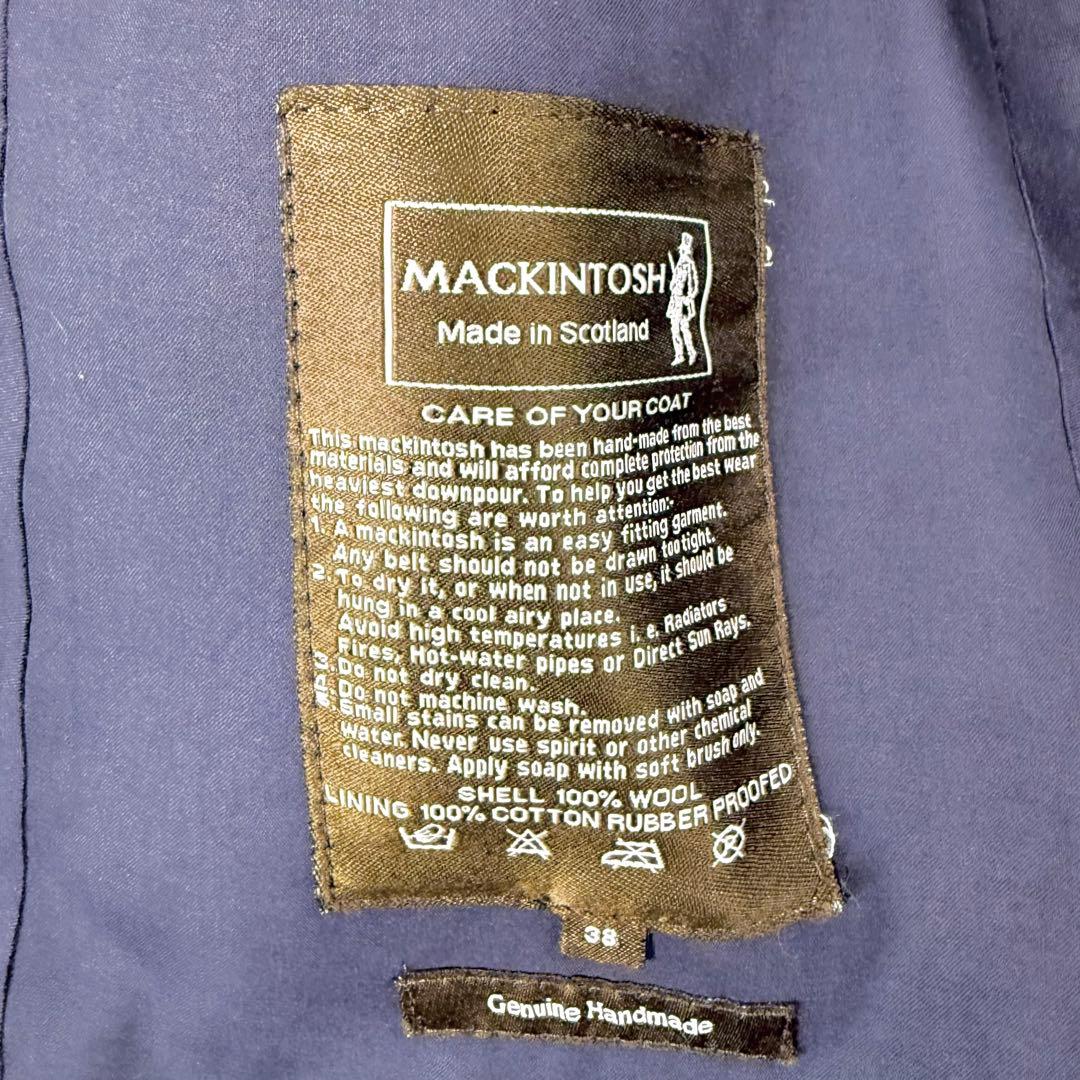 MACKINTOSH
Made in Scotland
CARE OF YOUR COAT
This mackintosh has been hand-made from the best
materials and will afford complete protection from the
heaviest downpour. To help you get the best wear
the following are worth attention:-
1. A mackintosh is an easy fitting garment.
Any belt should not be drawn too tight.
2. To dry it, or when not in use, it should be
hung in a cool airy place.
Avoid high temperatures i. e. Radiators
Fires, Hot-water pipes or Direct Sun Rays.
3. Do not dry clean.
4. Do not machine wash.
5. Small stains can be removed with soap and
water. Never use spirit or other chemical
cleaners. Apply soap with soft brush only.
SHELL 100% WOOL
LINING 100% COTTON RUBBER PROOFED
38
Genuine Handmade